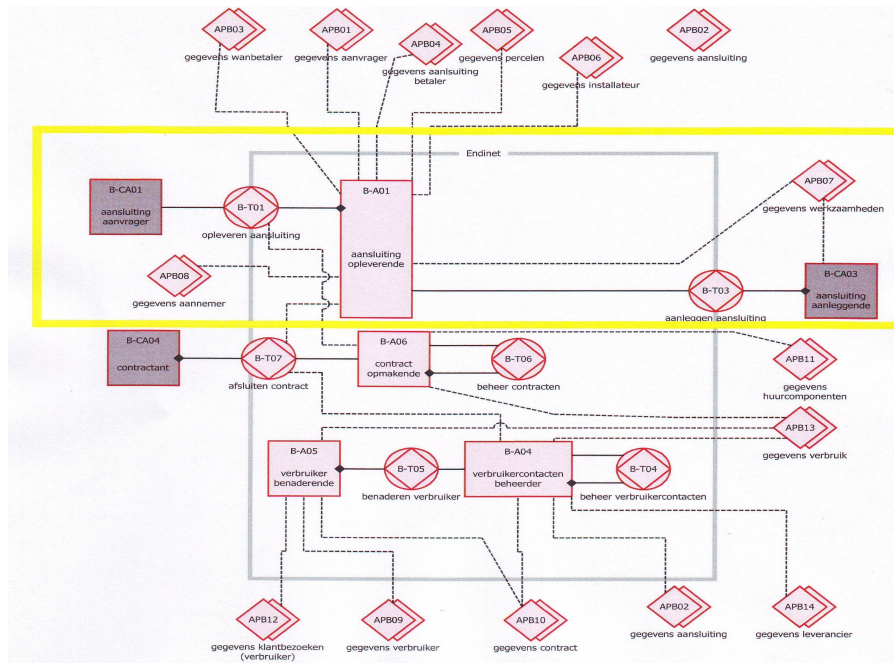 APB03
gegevens wanbetaler
APB01
gegevens aanvrager
APB04
gegevens aanlsuiting
betaler
APB05
gegevens percelen
APB06
gegevens installateur
APB02
gegevens aansluiting
Endinet
B-CA01
aansluiting
aanvrager
B-T01
opleveren aansluiting
B-A01
aansluiting
opleverende
APB07
gegevens werkzaamheden
APB08
gegevens aannemer
B-T03
aanleggen aansluiting
B-CA03
aansluiting
aanleggende
B-CA04
contractant
B-T07
afsluiten contract
B-A06
contract
opmakende
B-T06
beheer contracten
APB11
gegevens
huurcomponenten
APB13
gegevens verbruik
B-A05
verbruiker
benaderende
B-T05
benaderen verbruiker
B-A04
verbruikercontacten
beheerder
B-T04
beheer verbruikercontacten
APB12
gegevens klantbezoeken
(verbruiker)
APB09
gegevens verbruiker
APB10
gegevens contract
APB02
gegevens aansluiting
APB14
gegevens leverancier